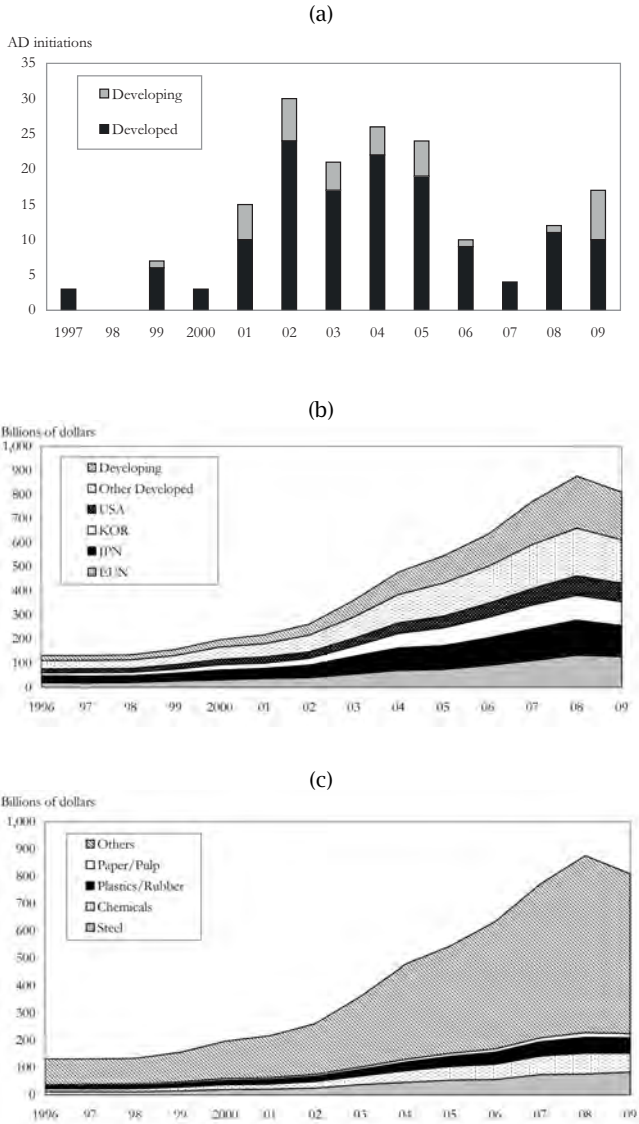 (a)
AD initiations
35
30
25
20
15
10
5
0
Developing
Developed
1997 98 99 2000 01 02 03 04 05 06 07 08 09
(b)
Billions of dollars
1,000
900
800
700
600
500
400
300
200
100
0
Developing
Other Developed
USA
KOR
JPN
EUN
1996 97 98 99 2000 01 02 03 04 05 06 07 08 09
(c)
Billions of dollars
1,000
900
800
700
600
500
400
300
200
100
0
Others
Paper/Pulp
Plastics/Rubber
Chemicals
Steel
1996 97 98 99 2000 01 02 03 04 05 06 07 08 09